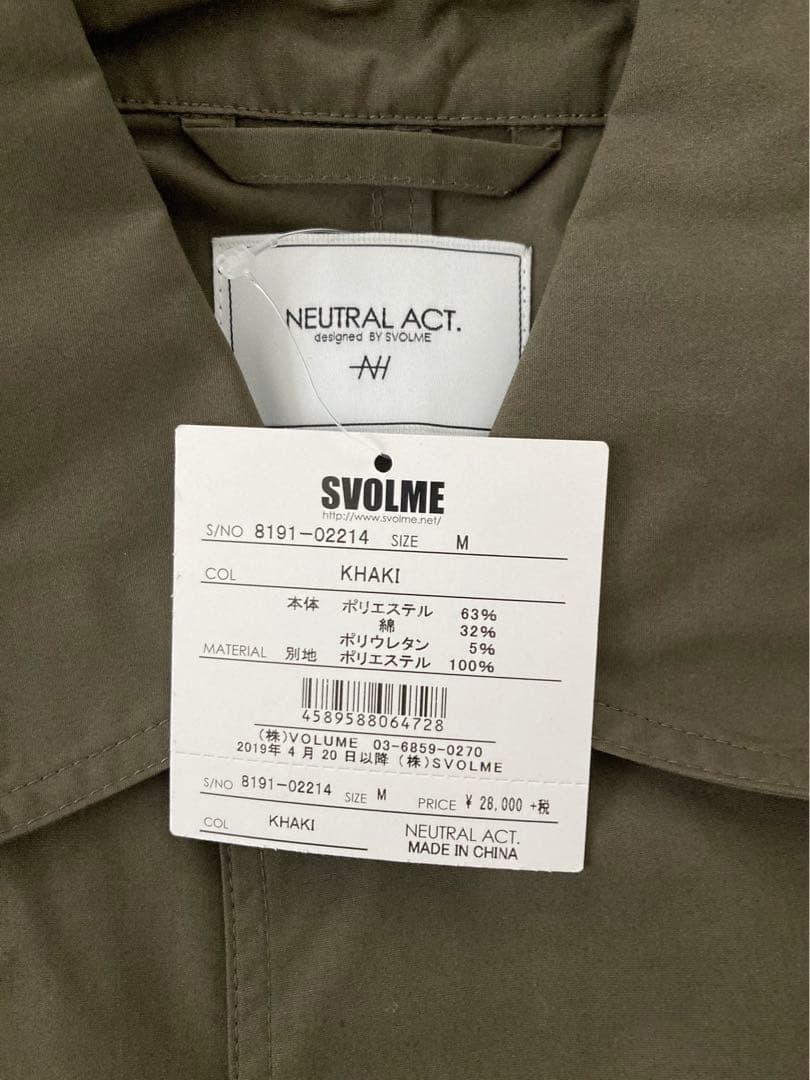 NEUTRAL ACT.
designed BY SVOLME
SVOLME
http://www.svolme.net/
S/NO 8191-02214 SIZE M
COL KHAKI
本体 ポリエステル 63%
綿 32%
ポリウレタン 5%
MATERIAL 別地 ポリエステル 100%
4589588064728
(株)VOLUME 03-6859-0270
2019年4月20日以降(株)SVOLME
S/NO 8191-02214 SIZE M PRICE ¥ 28,000 +税
COL KHAKI NEUTRAL ACT.
MADE IN CHINA